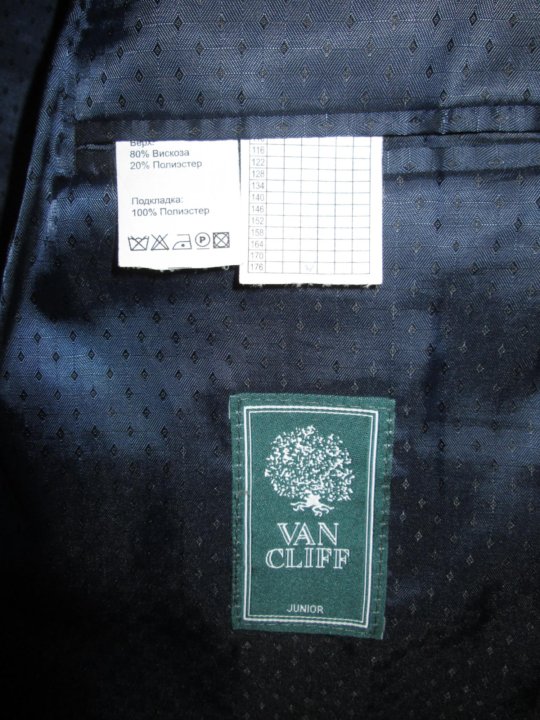 Верх:
80% Вискоза
20% Полиэстер
Подкладка:
100% Полиэстер
P
116
122
128
134
140
146
152
158
164
170
176
VAN
CLIFF
JUNIOR